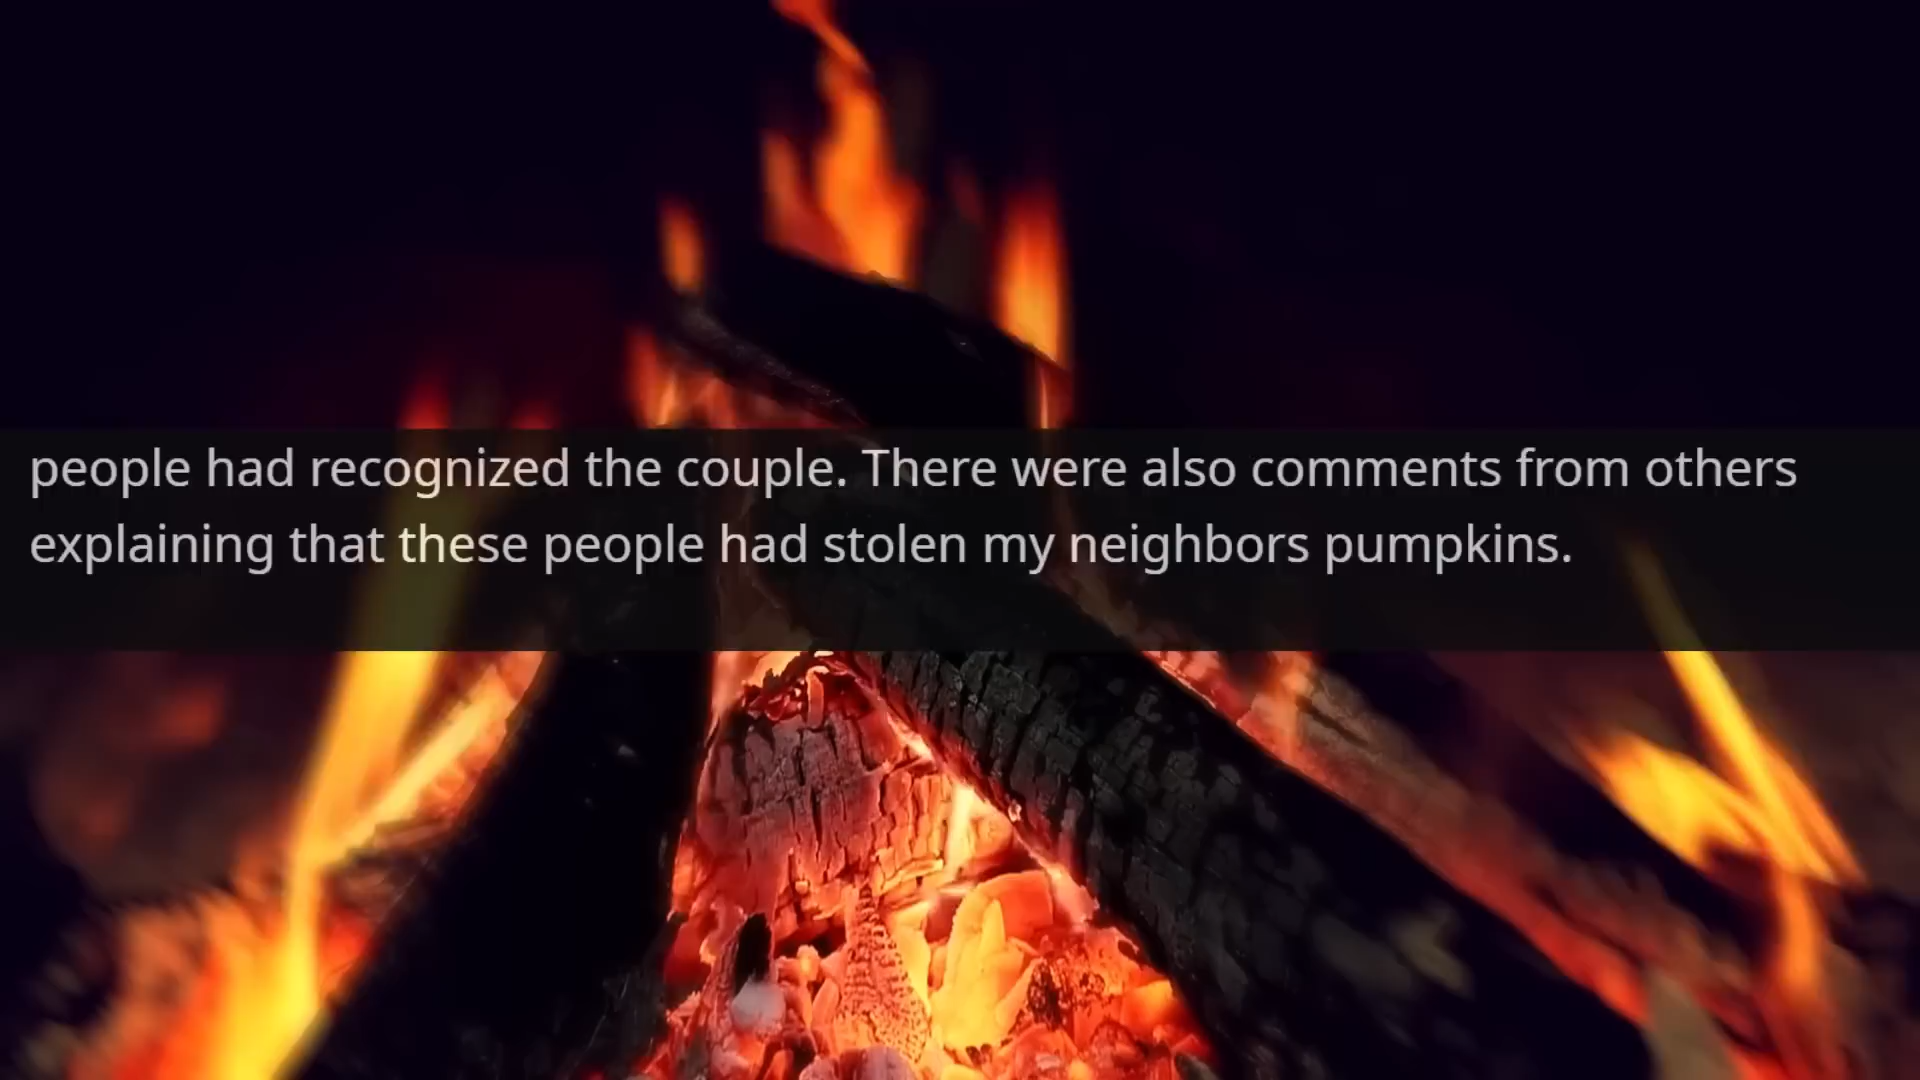 people had recognized the couple. There were also comments from others
explaining that these people had stolen my neighbors pumpkins.